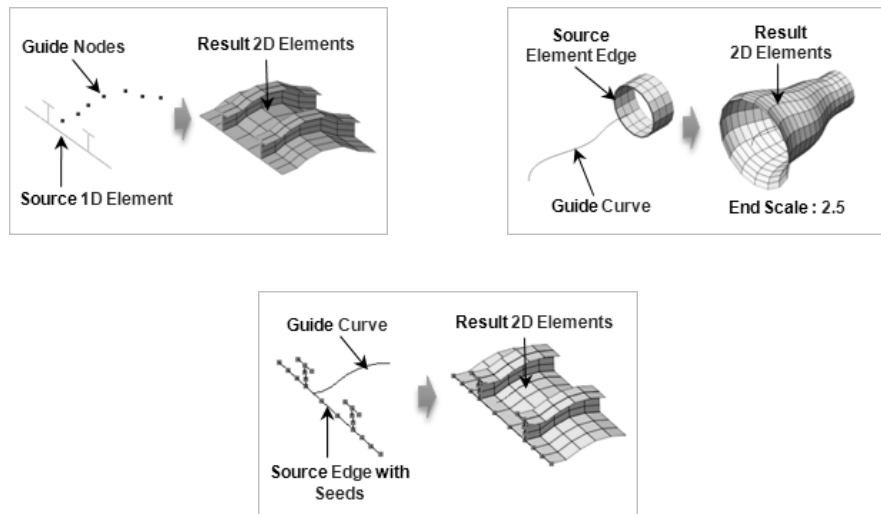 Guide Nodes
Result 2D Elements
Source 1D Element
Source
Element Edge
Result
2D Elements
Guide Curve
End Scale : 2.5
Guide Curve
Result 2D Elements
Source Edge with
Seeds